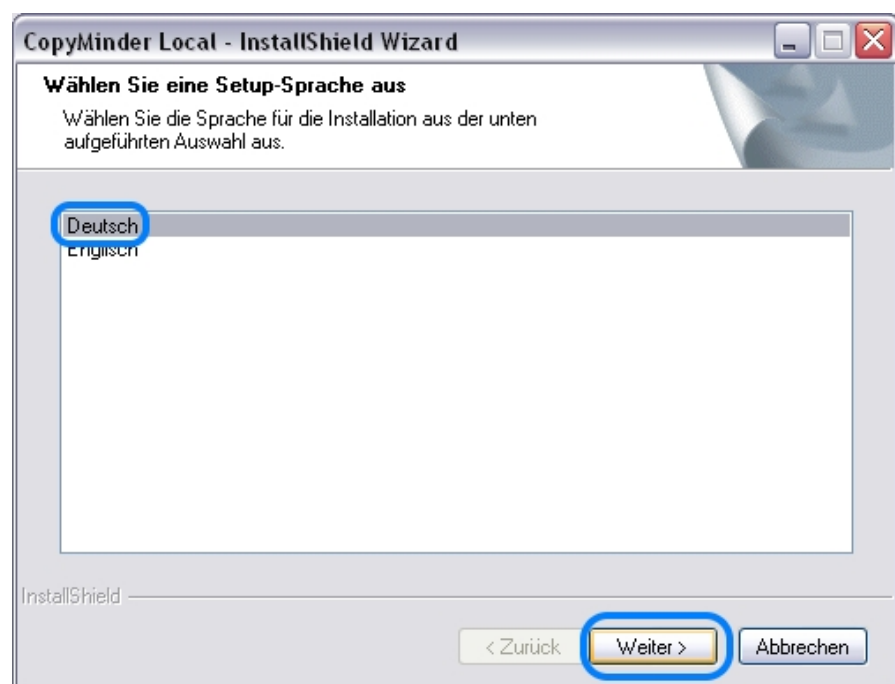 CopyMinder Local - InstallShield Wizard
Wählen Sie eine Setup-Sprache aus
Wählen Sie die Sprache für die Installation aus der unten
aufgeführten Auswahl aus.
Deutsch
Englisch
InstallShield
< Zurück Weiter > Abbrechen